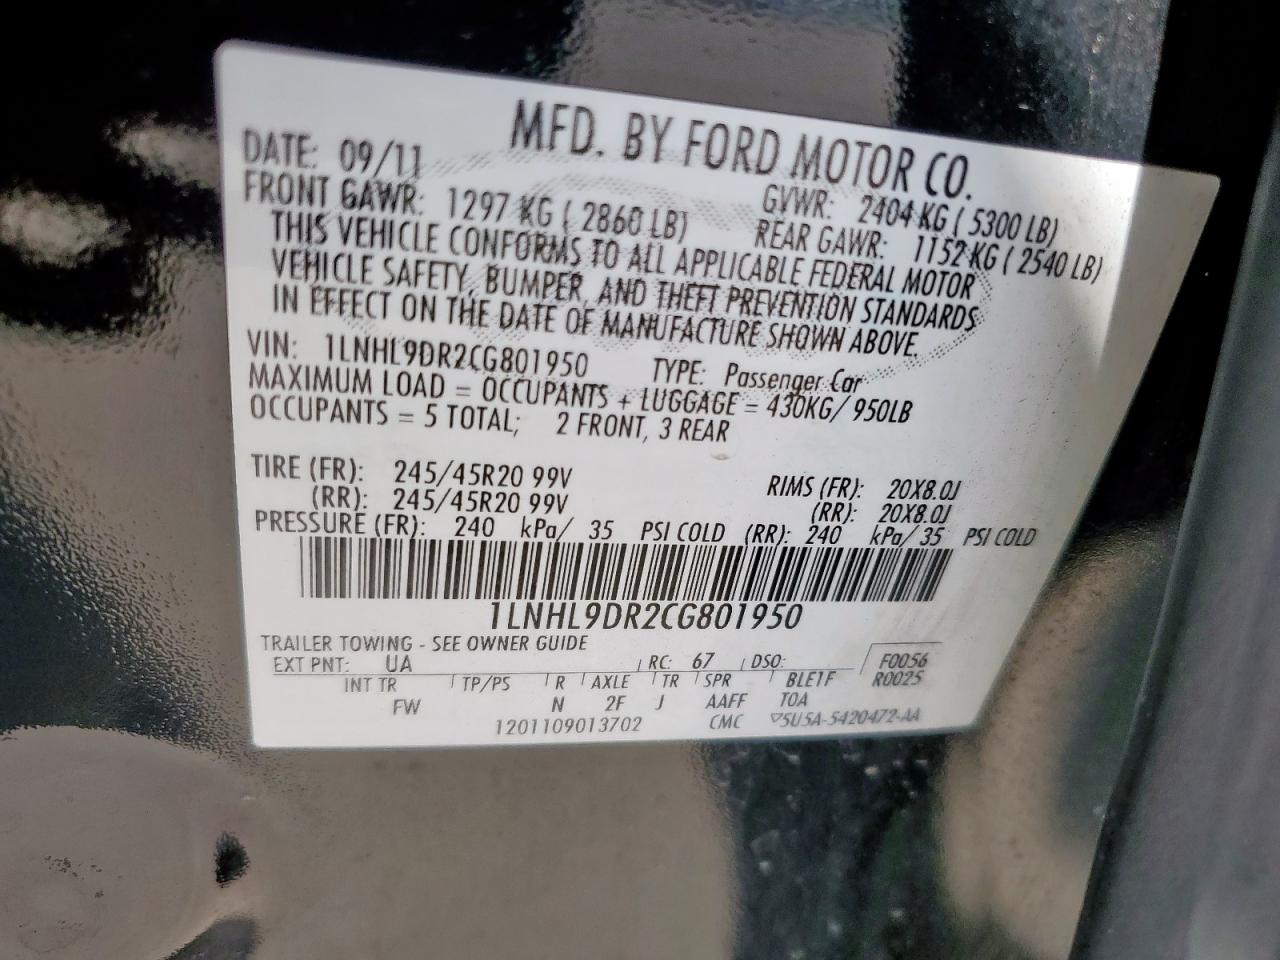 MFD. BY FORD MOTOR CO.
DATE: 09/11 GVWR: 2404 KG ( 5300 LB)
FRONT GAWR: 1297 KG ( 2860 LB) REAR GAWR: 1152 KG ( 2540 LB)
THIS VEHICLE CONFORMS TO ALL APPLICABLE FEDERAL MOTOR
VEHICLE SAFETY, BUMPER, AND THEFT PREVENTION STANDARDS
IN EFFECT ON THE DATE OF MANUFACTURE SHOWN ABOVE.
VIN: 1LNHL9DR2CG801950 TYPE: Passenger Car
MAXIMUM LOAD = OCCUPANTS + LUGGAGE = 430KG/ 950LB
OCCUPANTS = 5 TOTAL; 2 FRONT, 3 REAR
TIRE (FR): 245/45R20 99V RIMS (FR): 20X8.0J
(RR): 245/45R20 99V (RR): 20X8.0J
PRESSURE (FR): 240 kPa/ 35 PSI COLD (RR): 240 kPa/ 35 PSI COLD
1LNHL9DR2CG801950
TRAILER TOWING - SEE OWNER GUIDE
EXT PNT: UA RC: 67 DSO: F0056
R0025
INT TR TP/PS R AXLE TR SPR BLE1F
FW N 2F J AAFF TOA
1201109013702 CMC ▽5U5A-5420472-AA